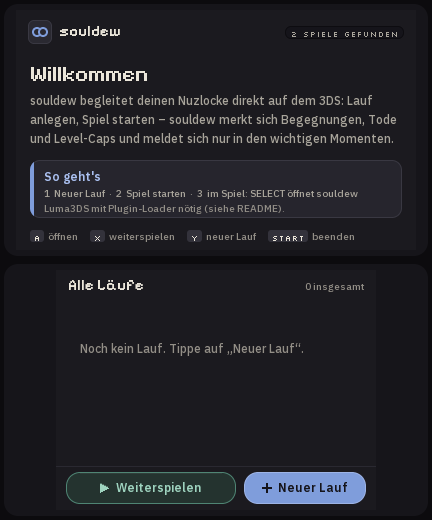 souldew
2 SPIELE GEFUNDEN
Willkommen
souldew begleitet deinen Nuzlocke direkt auf dem 3DS: Lauf
anlegen, Spiel starten – souldew merkt sich Begegnungen, Tode
und Level-Caps und meldet sich nur in den wichtigen Momenten.
So geht's
1 Neuer Lauf · 2 Spiel starten · 3 im Spiel: SELECT öffnet souldew
Luma3DS mit Plugin-Loader nötig (siehe README).
A öffnen X weiterspielen Y neuer Lauf START beenden
Alle Läufe
0 insgesamt
Noch kein Lauf. Tippe auf „Neuer Lauf“.
Weiterspielen
+ Neuer Lauf